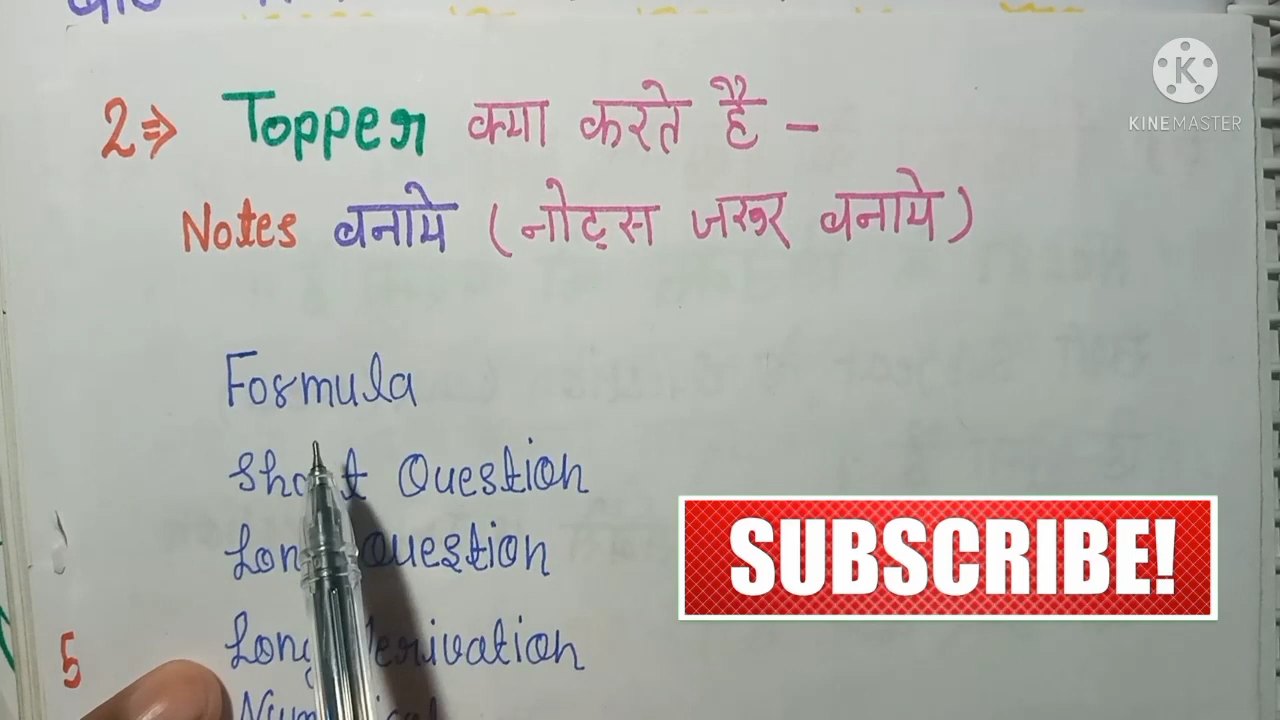 2⇒ Topper क्या करते है -
Notes बनाये (नोट्स जरूर बनाये)
Formula
Short Question
Long Question
Long Derivation
5
KINEMASTER
SUBSCRIBE!